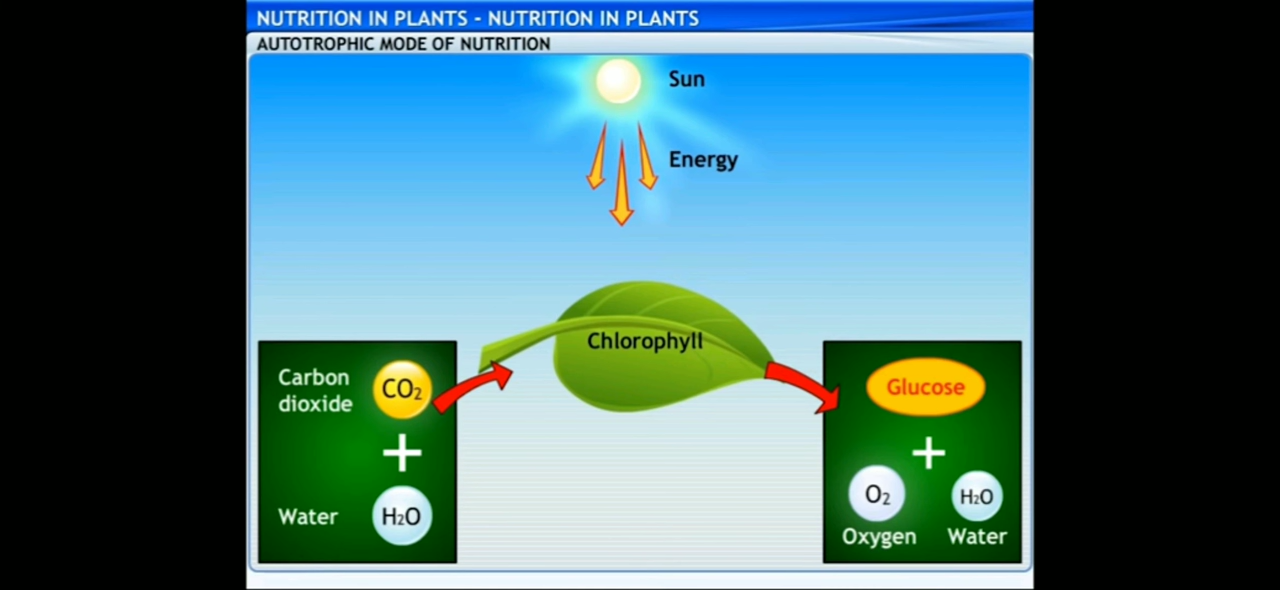 NUTRITION IN PLANTS - NUTRITION IN PLANTS
AUTOTROPHIC MODE OF NUTRITION
Sun
Energy
Chlorophyll
Carbon
dioxide
CO₂
+
Water
H₂O
Glucose
+
O₂
H₂O
Oxygen
Water